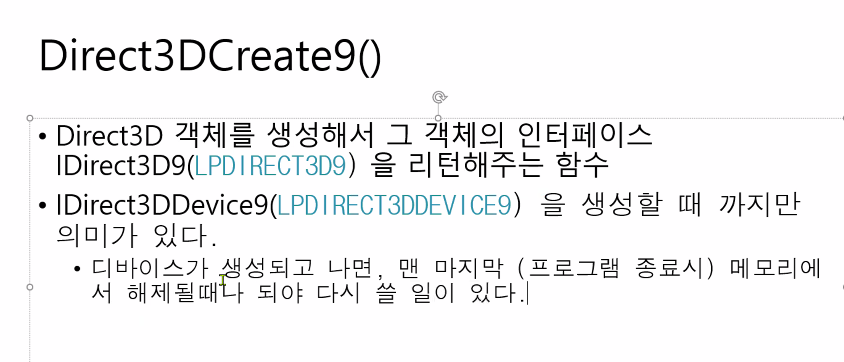 Direct3DCreate9()
• Direct3D 객체를 생성해서 그 객체의 인터페이스
IDirect3D9(LPDIRECT3D9) 을 리턴해주는 함수
• IDirect3DDevice9(LPDIRECT3DDEVICE9) 을 생성할 때 까지만
의미가 있다.
• 디바이스가 생성되고 나면, 맨 마지막 (프로그램 종료시) 메모리에
서 해제될때나 되야 다시 쓸 일이 있다.